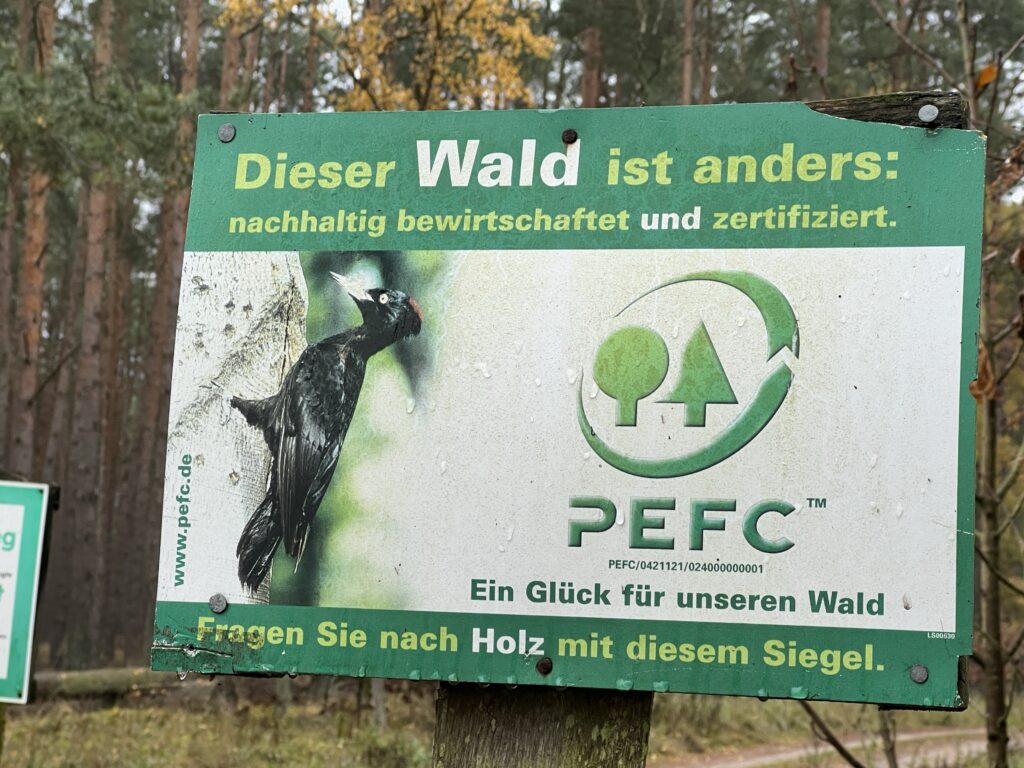 Dieser Wald ist anders:
nachhaltig bewirtschaftet und zertifiziert.
www.pefc.de
PEFC™
PEFC/0421121/024000000001
Ein Glück für unseren Wald
LS00630
Fragen Sie nach Holz mit diesem Siegel.